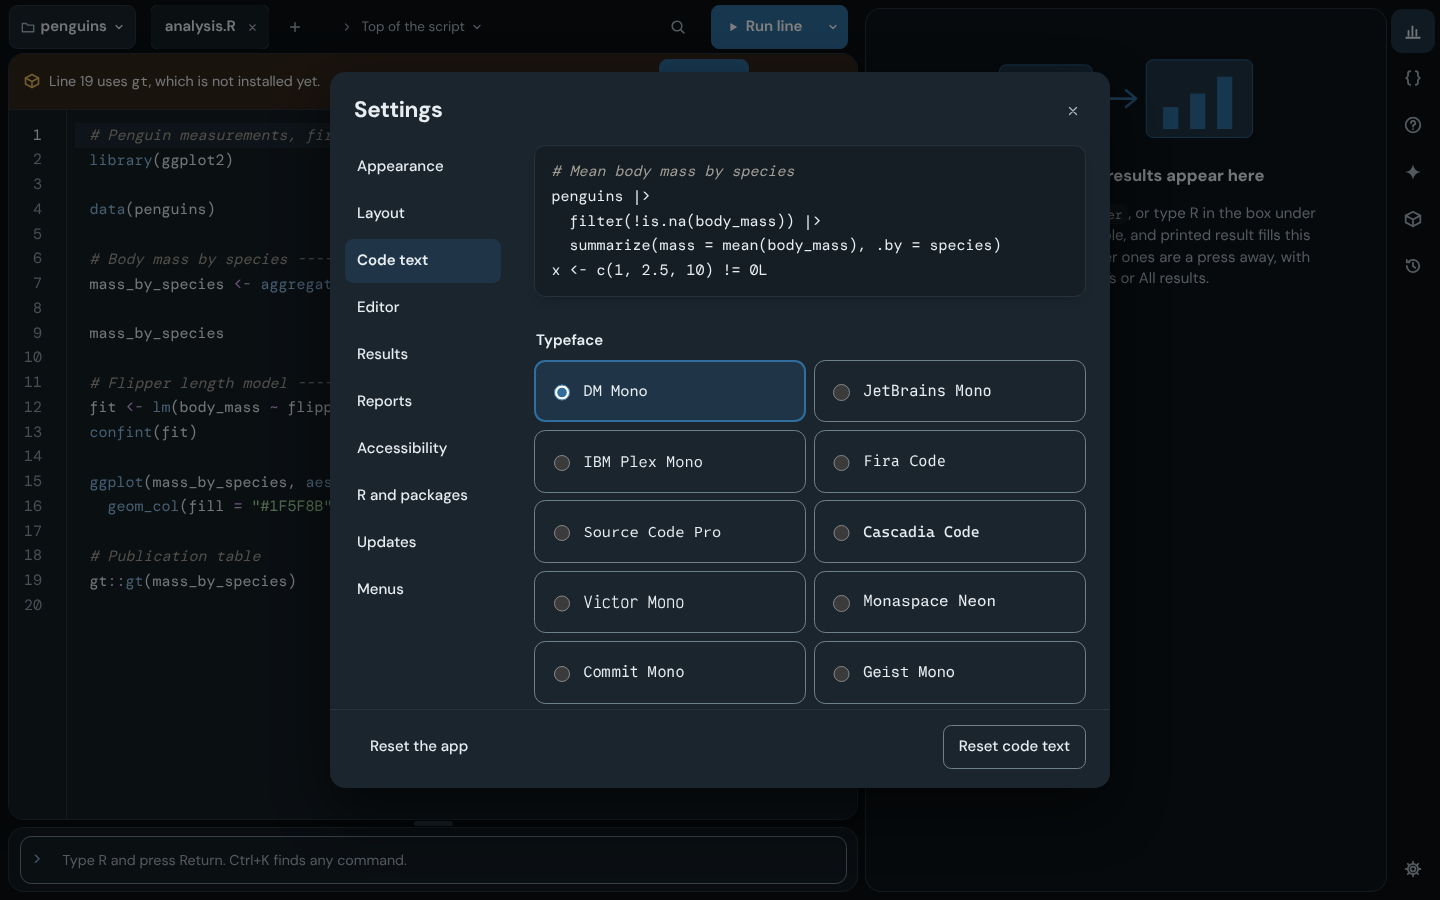 penguins
analysis.R
Top of the script
Run line
Line 19 uses gt, which is not installed yet.
1 # Penguin measurements, fir
2 library(ggplot2)
3
4 data(penguins)
5
6 # Body mass by species ----
7 mass_by_species <- aggregat
8
9 mass_by_species
10
11 # Flipper length model ----
12 fit <- lm(body_mass ~ flipp
13 confint(fit)
14
15 ggplot(mass_by_species, aes
16 geom_col(fill = "#1F5F8B"
17
18 # Publication table
19 gt::gt(mass_by_species)
20
Type R and press Return. Ctrl+K finds any command.
Settings
Appearance
Layout
Code text
Editor
Results
Reports
Accessibility
R and packages
Updates
Menus
# Mean body mass by species
penguins |>
filter(!is.na(body_mass)) |>
summarize(mass = mean(body_mass), .by = species)
x <- c(1, 2.5, 10) != 0L
Typeface
DM Mono
JetBrains Mono
IBM Plex Mono
Fira Code
Source Code Pro
Cascadia Code
Victor Mono
Monaspace Neon
Commit Mono
Geist Mono
Reset the app
Reset code text
results appear here
er , or type R in the box under
le, and printed result fills this
er ones are a press away, with
s or All results.